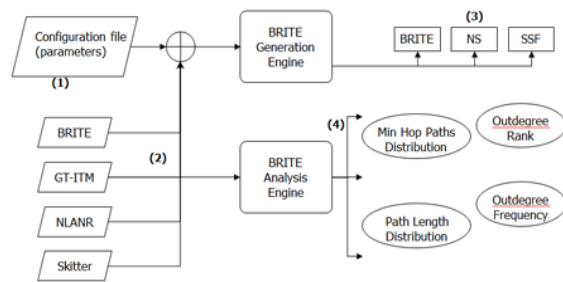 Configuration file
(parameters)
(1)
BRITE
Generation
Engine
(3)
BRITE
NS
SSF
BRITE
GT-ITM
NLANR
Skitter
(2)
BRITE
Analysis
Engine
(4)
Min Hop Paths
Distribution
Outdegree
Rank
Path Length
Distribution
Outdegree
Frequency